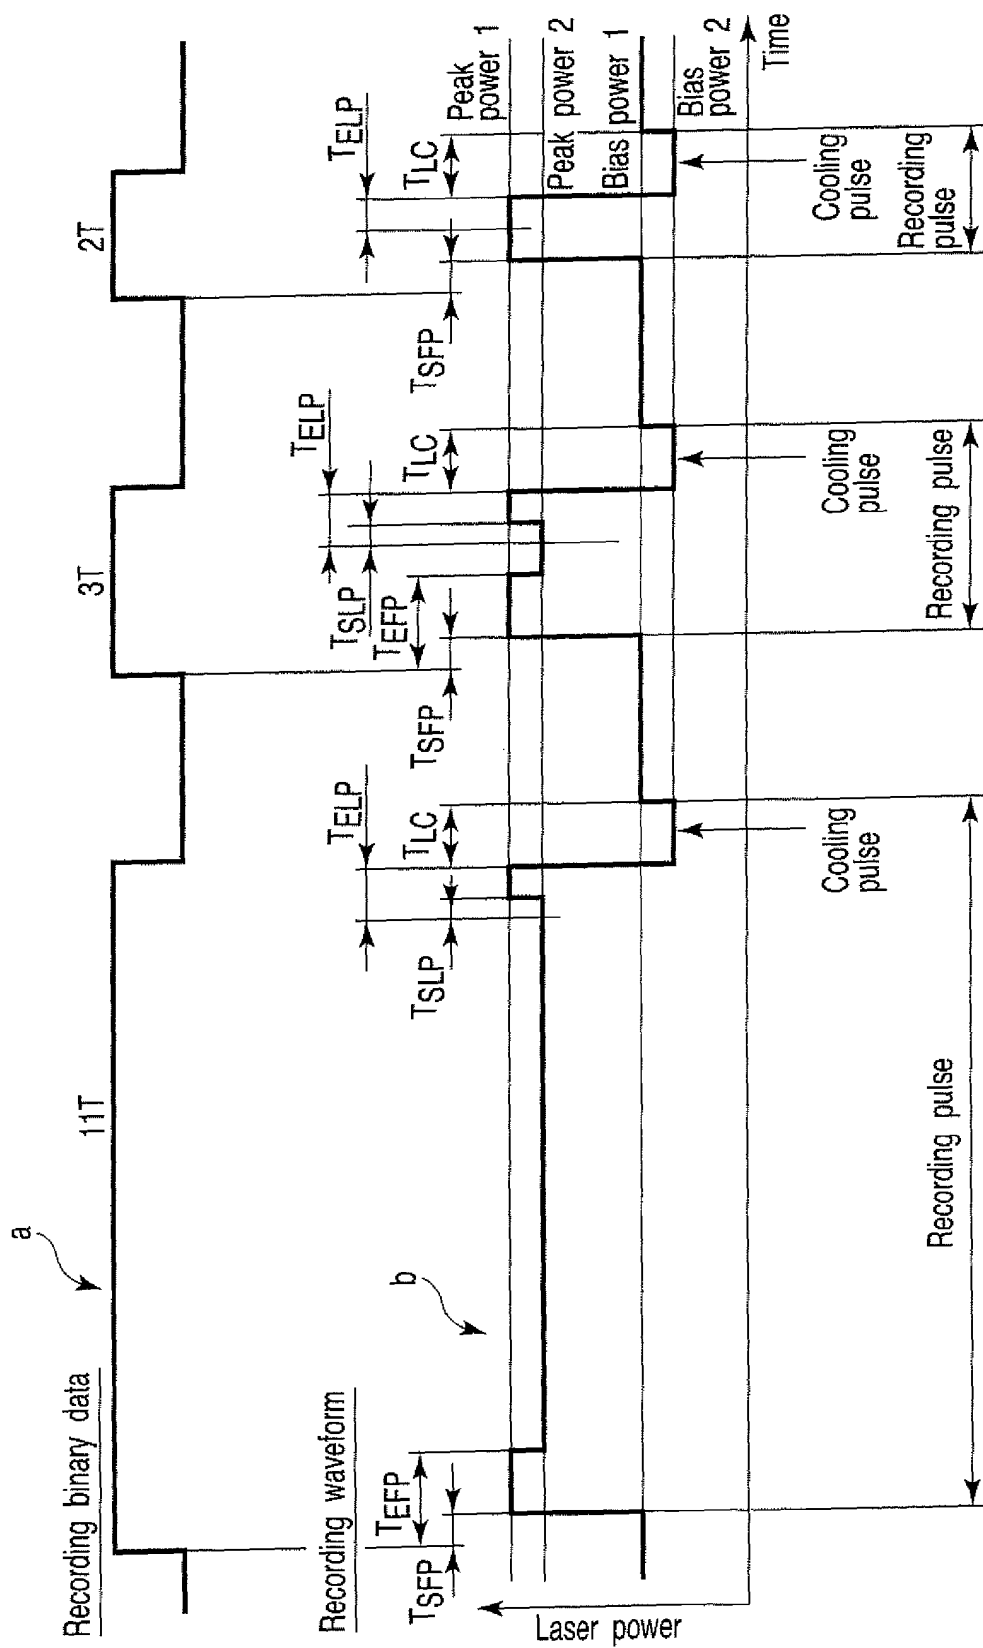 Recording binary data
a
11T
3T
2T
Recording waveform
b
TSFP
TEFP
TSLP
TELP
TLC
TSFP
TEFP
TSLP
TELP
TLC
TSFP
TELP
TLC
Peak power 1
Peak power 2
Bias power 1
Bias power 2
Laser power
Time
Cooling pulse
Cooling pulse
Cooling pulse
Recording pulse
Recording pulse
Recording pulse